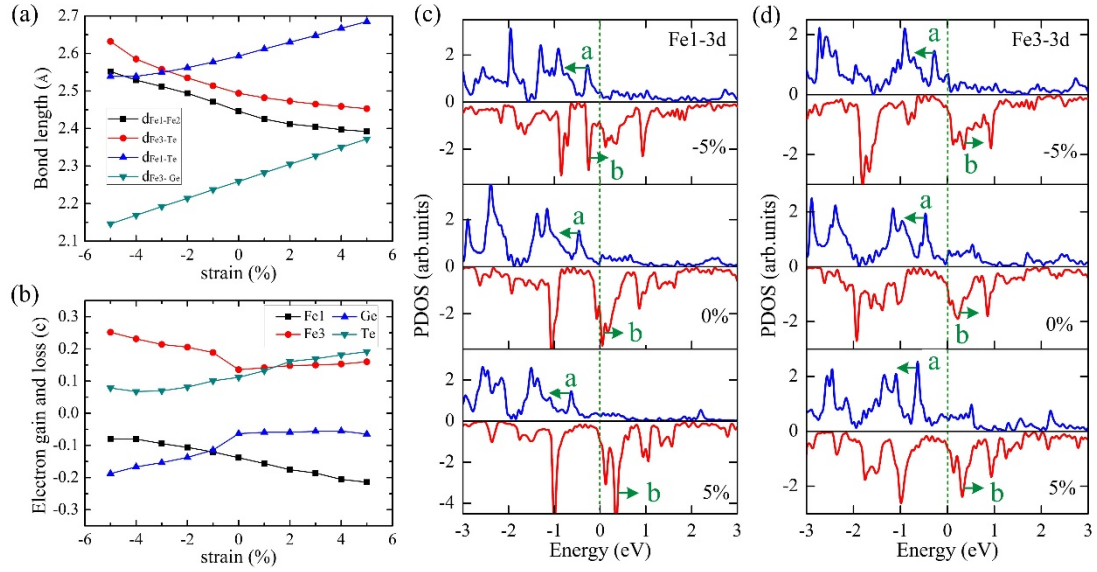 (a)
2.7
2.6
2.5
2.4
2.3
2.2
2.1
Bond length (Å)
dFe1-Fe2
dFe3-Te
dFe1-Te
dFe3-Ge
-6 -4 -2 0 2 4 6
strain (%)
(b)
0.3
0.2
0.1
0.0
-0.1
-0.2
-0.3
Electron gain and loss (e)
Fe1 Ge
Fe3 Te
-6 -4 -2 0 2 4 6
strain (%)
(c)
PDOS (arb.units)
Fe1-3d
2
0
-2
a
b
-5%
2
0
-2
a
b
0%
2
0
-2
-4
a
b
5%
-3 -2 -1 0 1 2 3
Energy (eV)
(d)
PDOS (arb.units)
Fe3-3d
2
0
-2
a
b
-5%
2
0
-2
a
b
0%
2
0
-2
a
b
5%
-3 -2 -1 0 1 2 3
Energy (eV)